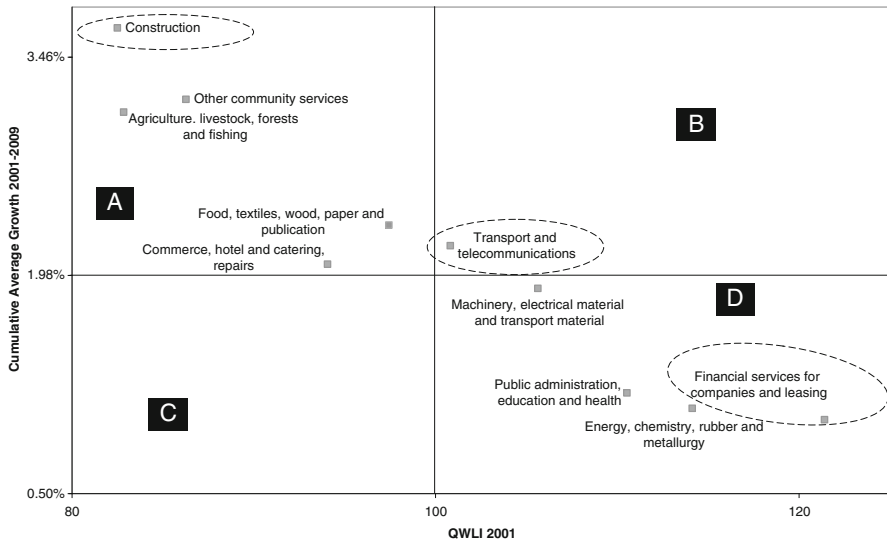 Construction
3.46%
Other community services
Agriculture. livestock, forests
and fishing
B
A
Food, textiles, wood, paper and
publication
Transport and
telecommunications
Commerce, hotel and catering,
repairs
1.98%
Machinery, electrical material
and transport material
D
Financial services for
companies and leasing
Public administration,
education and health
C
Energy, chemistry, rubber and
metallurgy
0.50%
80
100
120
QWLI 2001
Cumulative Average Growth 2001-2009